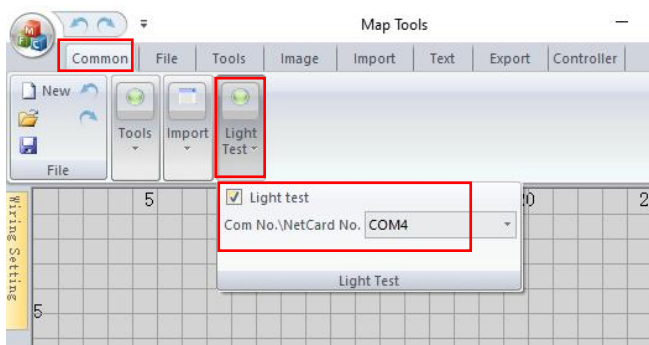 Map Tools
Common File Tools Image Import Text Export Controller
New
Tools Import Light Test
File
Light test
Com No.\NetCard No. COM4
Light Test
Wiring Setting
5 20 2
5